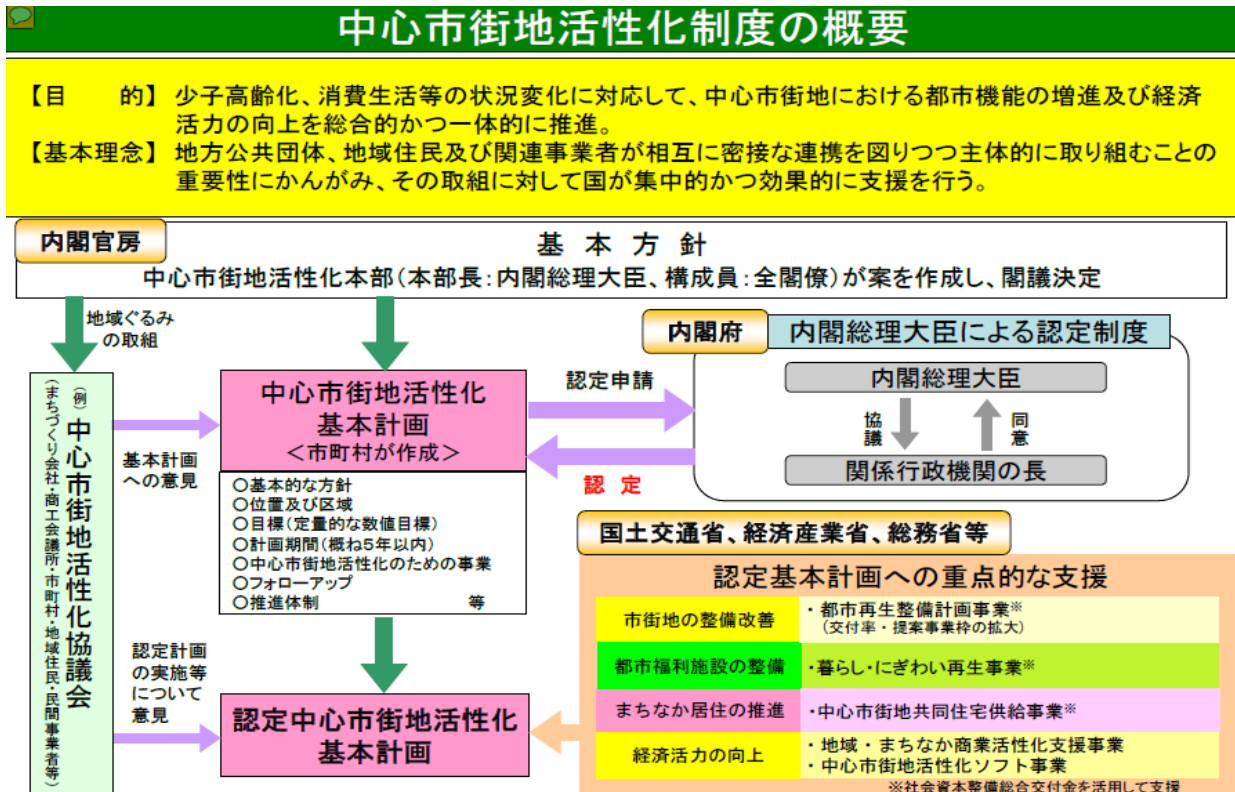 中心市街地活性化制度の概要
【目　　的】 少子高齢化、消費生活等の状況変化に対応して、中心市街地における都市機能の増進及び経済
活力の向上を総合的かつ一体的に推進。
【基本理念】 地方公共団体、地域住民及び関連事業者が相互に密接な連携を図りつつ主体的に取り組むことの
重要性にかんがみ、その取組に対して国が集中的かつ効果的に支援を行う。
内閣官房
基 本 方 針
中心市街地活性化本部(本部長:内閣総理大臣、構成員:全閣僚)が案を作成し、閣議決定
地域ぐるみ
の取組
(例)中心市街地活性化協議会
(まちづくり会社・商工会議所・市町村・地域住民・民間事業者等)
基本計画
への意見
認定計画
の実施等
について
意見
中心市街地活性化
基本計画
＜市町村が作成＞
○基本的な方針
○位置及び区域
○目標(定量的な数値目標)
○計画期間(概ね5年以内)
○中心市街地活性化のための事業
○フォローアップ
○推進体制　　　　　　　　等
認定中心市街地活性化
基本計画
認定申請
認 定
内閣府
内閣総理大臣による認定制度
内閣総理大臣
協議
同意
関係行政機関の長
国土交通省、経済産業省、総務省等
認定基本計画への重点的な支援
市街地の整備改善
・都市再生整備計画事業※
(交付率・提案事業枠の拡大)
都市福利施設の整備
・暮らし・にぎわい再生事業※
まちなか居住の推進
・中心市街地共同住宅供給事業※
経済活力の向上
・地域・まちなか商業活性化支援事業
・中心市街地活性化ソフト事業
※社会資本整備総合交付金を活用して支援